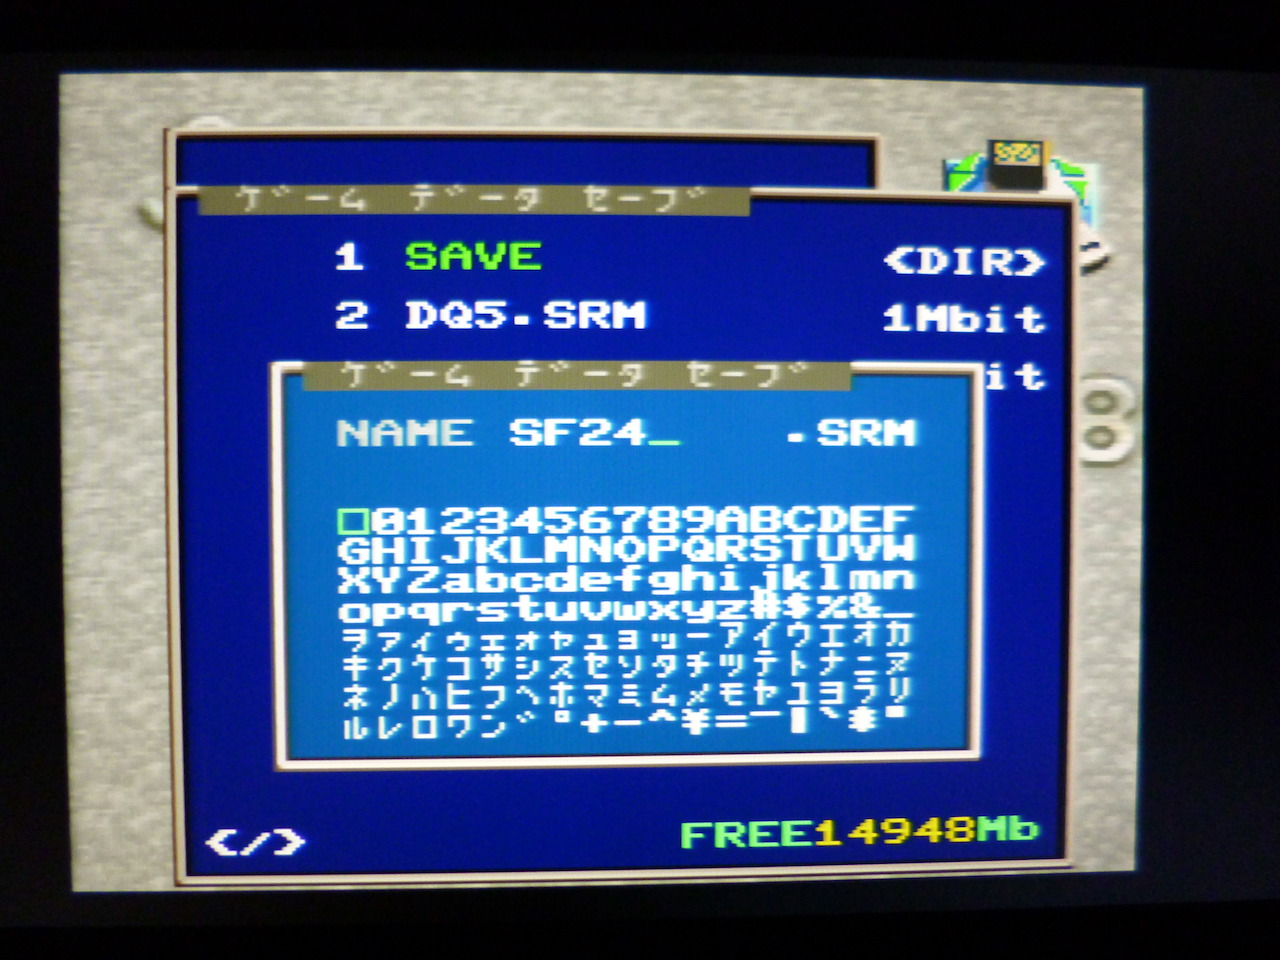 ゲーム データ セーブ
1 SAVE <DIR>
2 DQ5.SRM 1Mbit
it
ゲーム データ セーブ
NAME SF24_ .SRM
□0123456789ABCDEF
GHIJKLMNOPQRSTUVW
XYZabcdefghijklmn
opqrstuvwxyz#$%&_
ヲァィゥェォャュョッーアイウエオカ
キクケコサシスセソタチツテトナニヌ
ネノハヒフヘホマミムメモヤユヨラリ
ルレロワン゛゜+-^¥=¯|`*"
</> FREE14948Mb